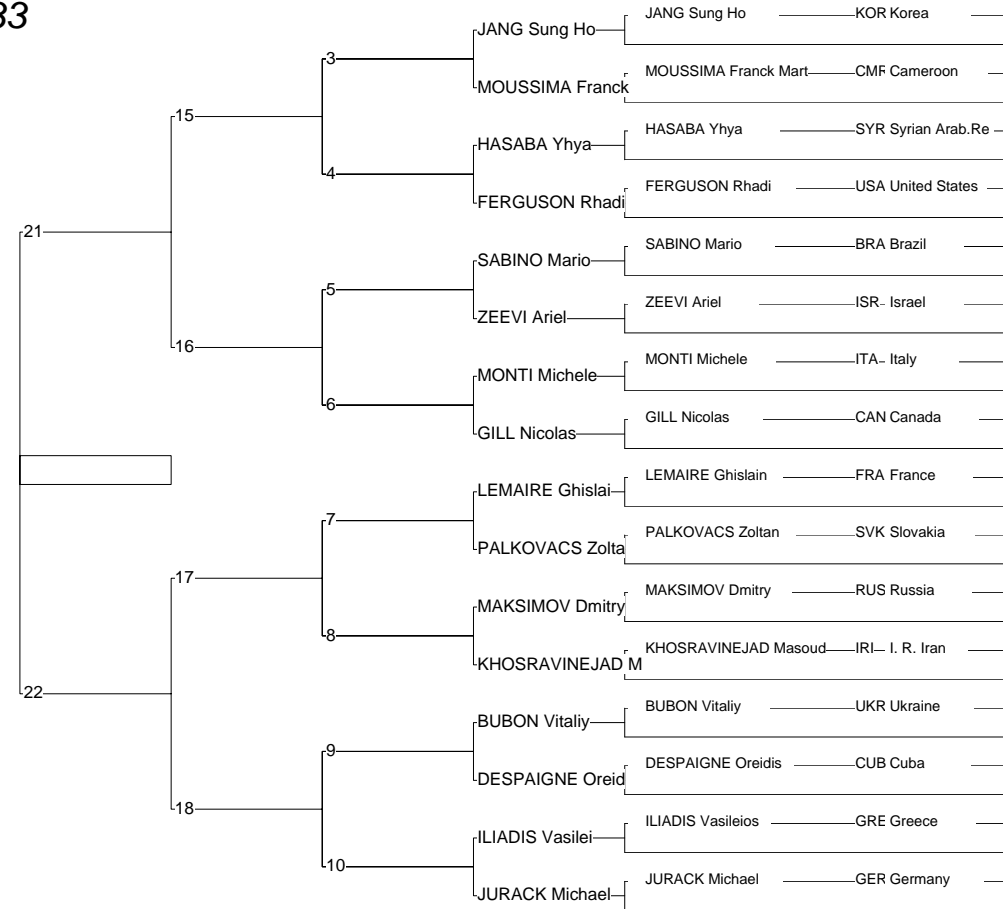 33
JANG Sung Ho KOR Korea
JANG Sung Ho
3
MOUSSIMA Franck Mart CMR Cameroon
MOUSSIMA Franck
15
HASABA Yhya SYR Syrian Arab.Re
HASABA Yhya
4
FERGUSON Rhadi USA United States
FERGUSON Rhadi
21
SABINO Mario BRA Brazil
SABINO Mario
5
ZEEVI Ariel ISR Israel
ZEEVI Ariel
16
MONTI Michele ITA Italy
MONTI Michele
6
GILL Nicolas CAN Canada
GILL Nicolas
LEMAIRE Ghislain FRA France
LEMAIRE Ghislai
7
PALKOVACS Zoltan SVK Slovakia
PALKOVACS Zolta
17
MAKSIMOV Dmitry RUS Russia
MAKSIMOV Dmitry
8
KHOSRAVINEJAD Masoud IRI I. R. Iran
KHOSRAVINEJAD M
22
BUBON Vitaliy UKR Ukraine
BUBON Vitaliy
9
DESPAIGNE Oreidis CUB Cuba
DESPAIGNE Oreid
18
ILIADIS Vasileios GRE Greece
ILIADIS Vasilei
10
JURACK Michael GER Germany
JURACK Michael